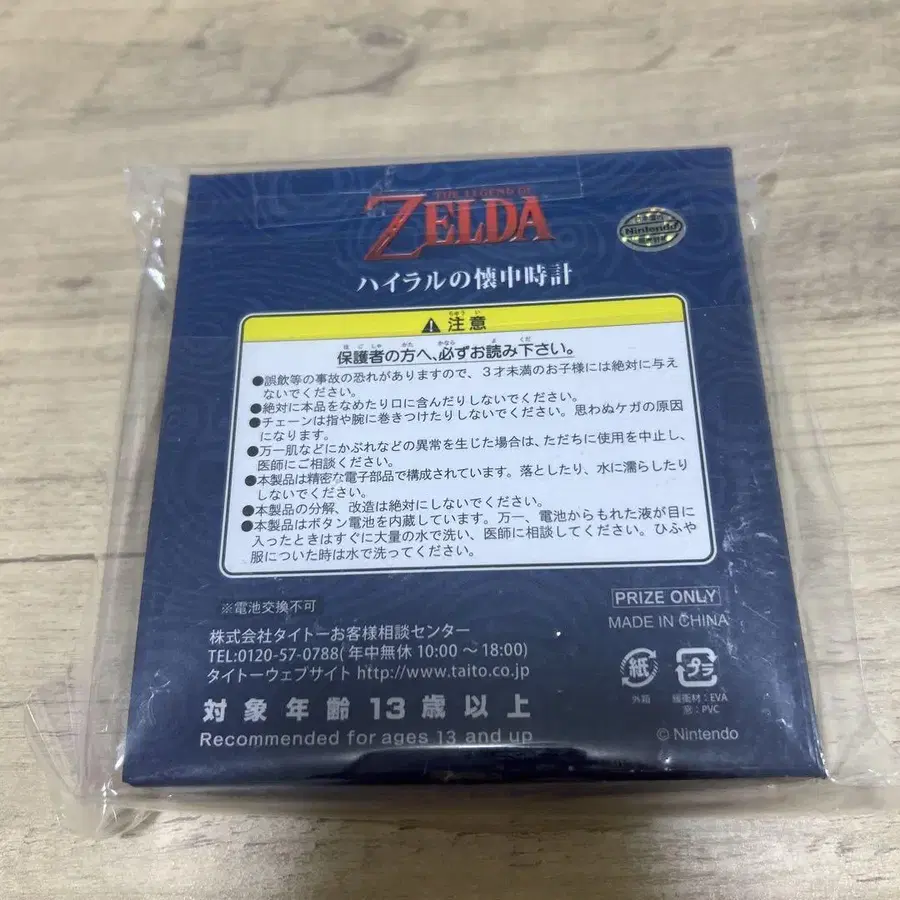 THE LEGEND OF
ZELDA
Nintendo
ハイラルの懐中時計
ちゅう い
注意
ほ ご しゃ かた かなら よ くだ
保護者の方へ、必ずお読み下さい。
●誤飲等の事故の恐れがありますので、3才未満のお子様には絶対に与え
ないでください。
●絶対に本品をなめたり口に含んだりしないでください。
●チェーンは指や腕に巻きつけたりしないでください。思わぬケガの原因
になります。
●万一肌などにかぶれなどの異常を生じた場合は、ただちに使用を中止し、
医師にご相談ください。
●本製品は精密な電子部品で構成されています。落としたり、水に濡らしたり
しないでください。
●本製品の分解、改造は絶対にしないでください。
●本製品はボタン電池を内蔵しています。万一、電池からもれた液が目に
入ったときはすぐに大量の水で洗い、医師に相談してください。ひふや
服についた時は水で洗ってください。
※電池交換不可
株式会社タイトーお客様相談センター
TEL:0120-57-0788(年中無休 10:00 ～ 18:00)
タイトーウェブサイト http://www.taito.co.jp
対象年齢 13歳以上
Recommended for ages 13 and up
PRIZE ONLY
MADE IN CHINA
紙
プラ
外箱
緩衝材:EVA
窓:PVC
© Nintendo